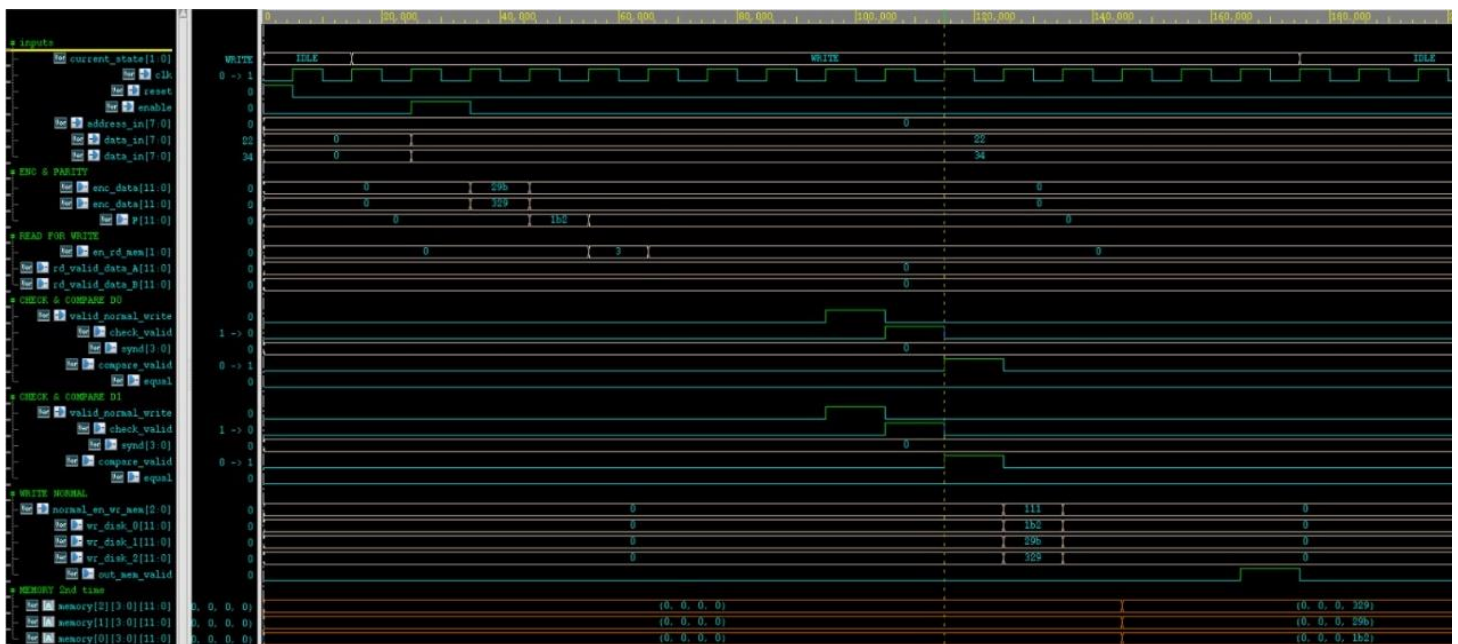 0 20,000 40,000 60,000 80,000 100,000 120,000 140,000 160,000 180,000
inputs
current_state[1:0] WRITE IDLE WRITE IDLE
clk 0 -> 1
reset 0
enable 0
address_in[7:0] 0 0
data_in[7:0] 22 0 22
data_in[7:0] 34 0 34
ENC & PARITY
enc_data[11:0] 0 0 29b 0
enc_data[11:0] 0 0 329 0
P[11:0] 0 0 1b2 0
READ FOR WRITE
en_rd_mem[1:0] 0 0 3 0
rd_valid_data_A[11:0] 0 0
rd_valid_data_B[11:0] 0 0
CHECK & COMPARE D0
valid_normal_write 0
check_valid 1 -> 0
synd[3:0] 0 0
compare_valid 0 -> 1
equal 0
CHECK & COMPARE D1
valid_normal_write 0
check_valid 1 -> 0
synd[3:0] 0 0
compare_valid 0 -> 1
equal 0
WRITE NORMAL
normal_en_wr_mem[2:0] 0 0 111 0
wr_disk_0[11:0] 0 0 1b2 0
wr_disk_1[11:0] 0 0 29b 0
wr_disk_2[11:0] 0 0 329 0
out_mem_valid 0
MEMORY 2nd time
memory[2][3:0][11:0] 0, 0, 0, 0) (0, 0, 0, 0) (0, 0, 0, 329)
memory[1][3:0][11:0] 0, 0, 0, 0) (0, 0, 0, 0) (0, 0, 0, 29b)
memory[0][3:0][11:0] 0, 0, 0, 0) (0, 0, 0, 0) (0, 0, 0, 1b2)